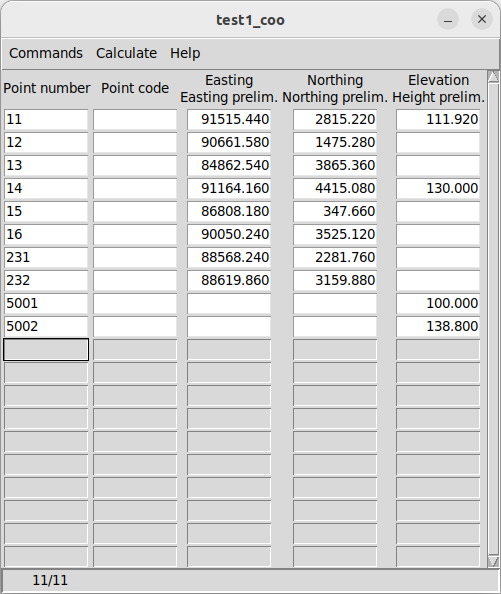 test1_coo
Commands Calculate Help
Point number Point code Easting Northing Elevation
Easting prelim. Northing prelim. Height prelim.
11 91515.440 2815.220 111.920
12 90661.580 1475.280
13 84862.540 3865.360
14 91164.160 4415.080 130.000
15 86808.180 347.660
16 90050.240 3525.120
231 88568.240 2281.760
232 88619.860 3159.880
5001 100.000
5002 138.800
11/11